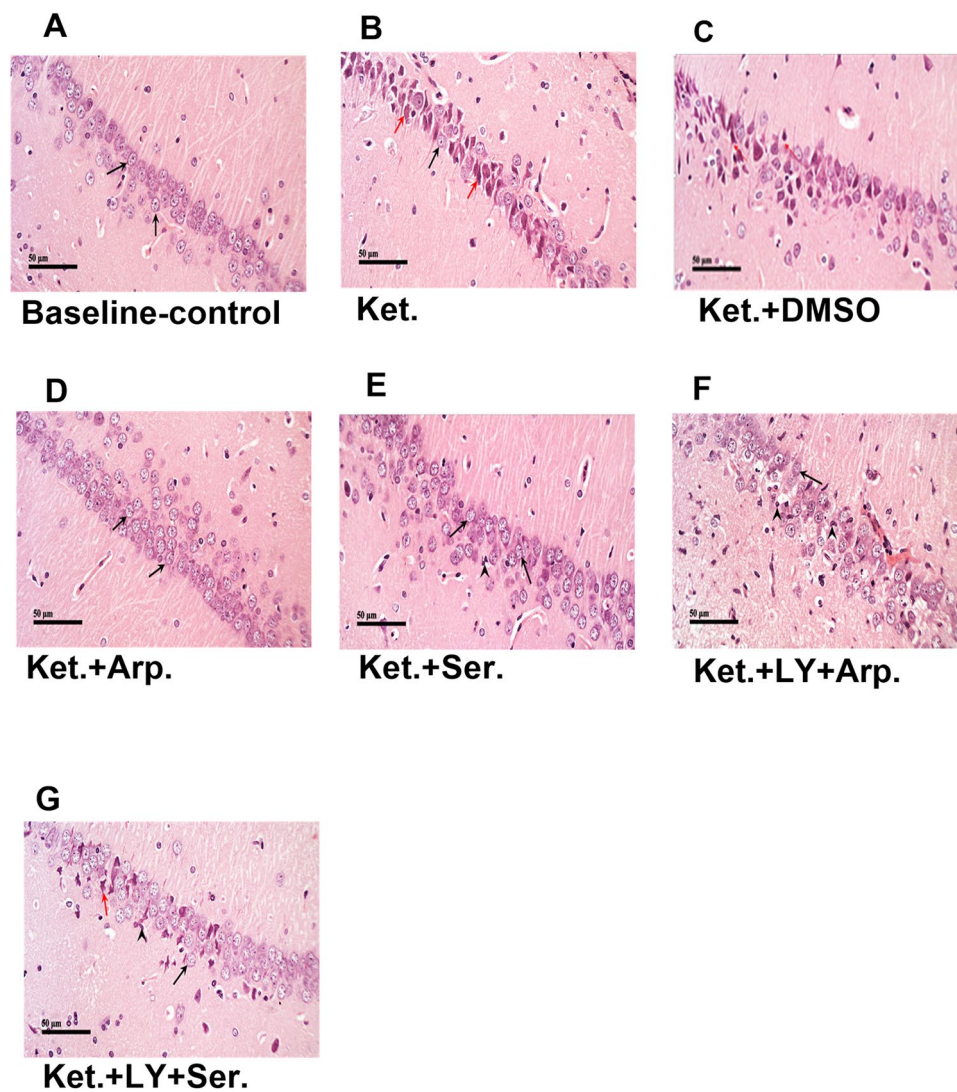 A
B
C
50 µm
50 µm
50 µm
Baseline-control
Ket.
Ket.+DMSO
D
E
F
50 µm
50 µm
50 µm
Ket.+Arp.
Ket.+Ser.
Ket.+LY+Arp.
G
50 µm
Ket.+LY+Ser.